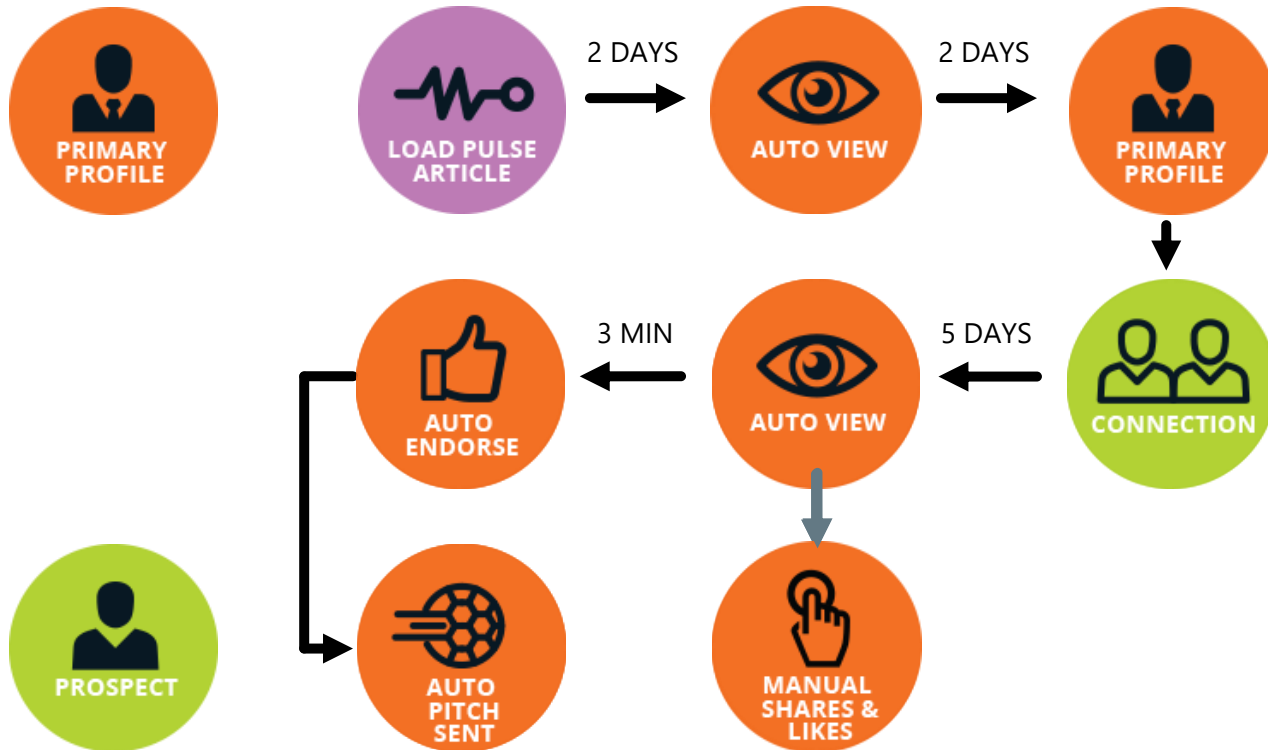 PRIMARY
PROFILE
LOAD PULSE
ARTICLE
2 DAYS
AUTO VIEW
2 DAYS
PRIMARY
PROFILE
AUTO
ENDORSE
3 MIN
AUTO VIEW
5 DAYS
CONNECTION
PROSPECT
AUTO
PITCH
SENT
MANUAL
SHARES &
LIKES